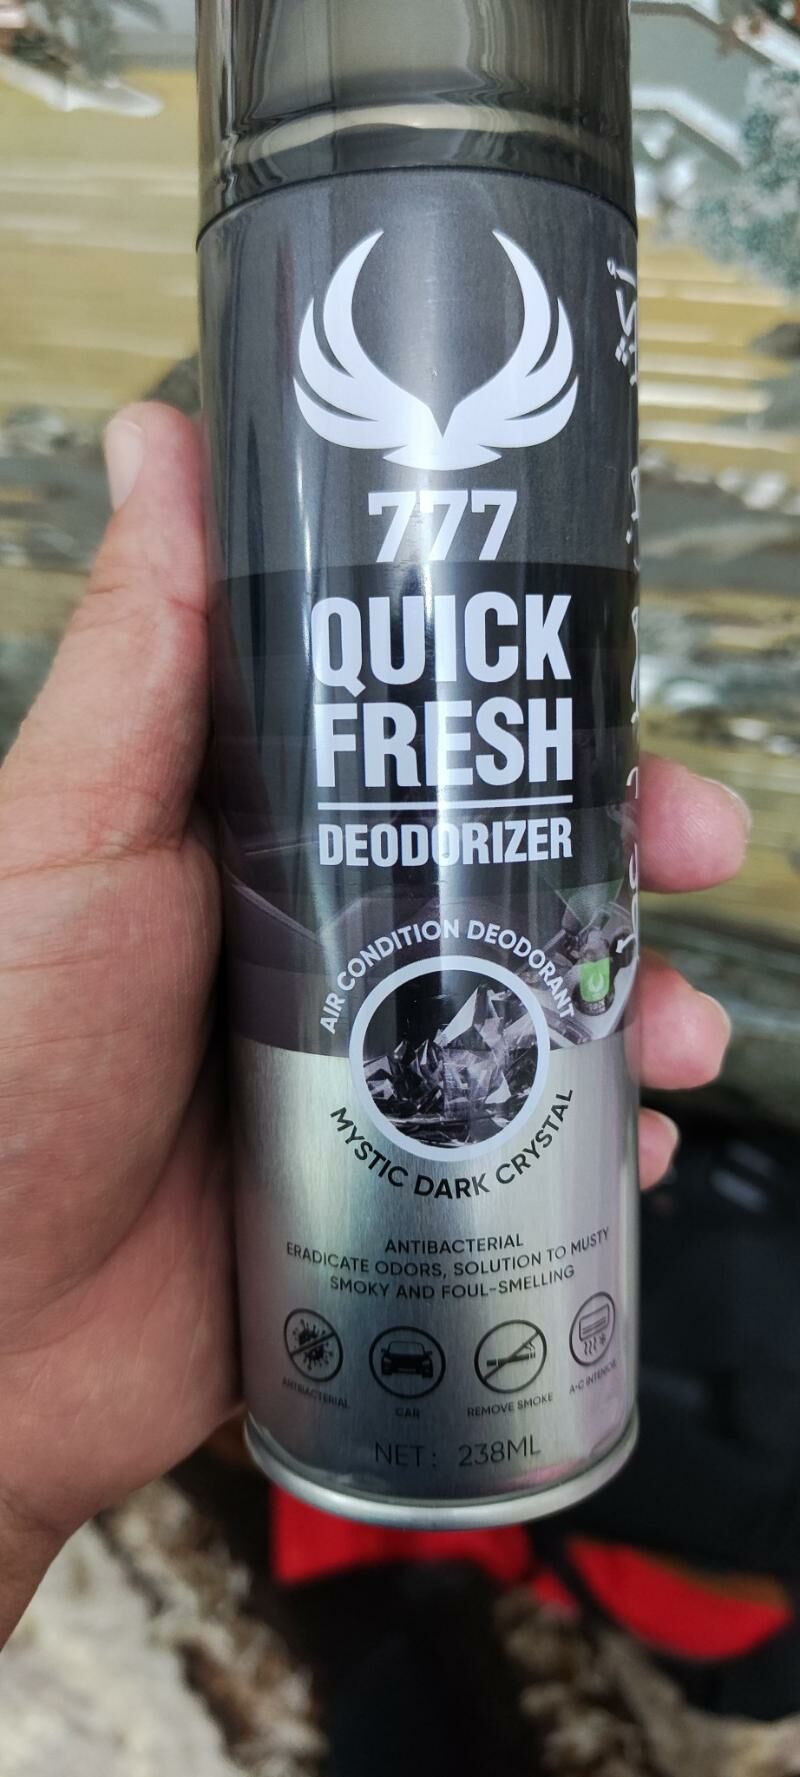 777
QUICK
FRESH
DEODORIZER
AIR CONDITION DEODORANT
MYSTIC DARK CRYSTAL
ANTIBACTERIAL
ERADICATE ODORS, SOLUTION TO MUSTY
SMOKY AND FOUL-SMELLING
ANTIBACTERIAL
CAR
REMOVE SMOKE
A•C INTERIOR
NET: 238ML